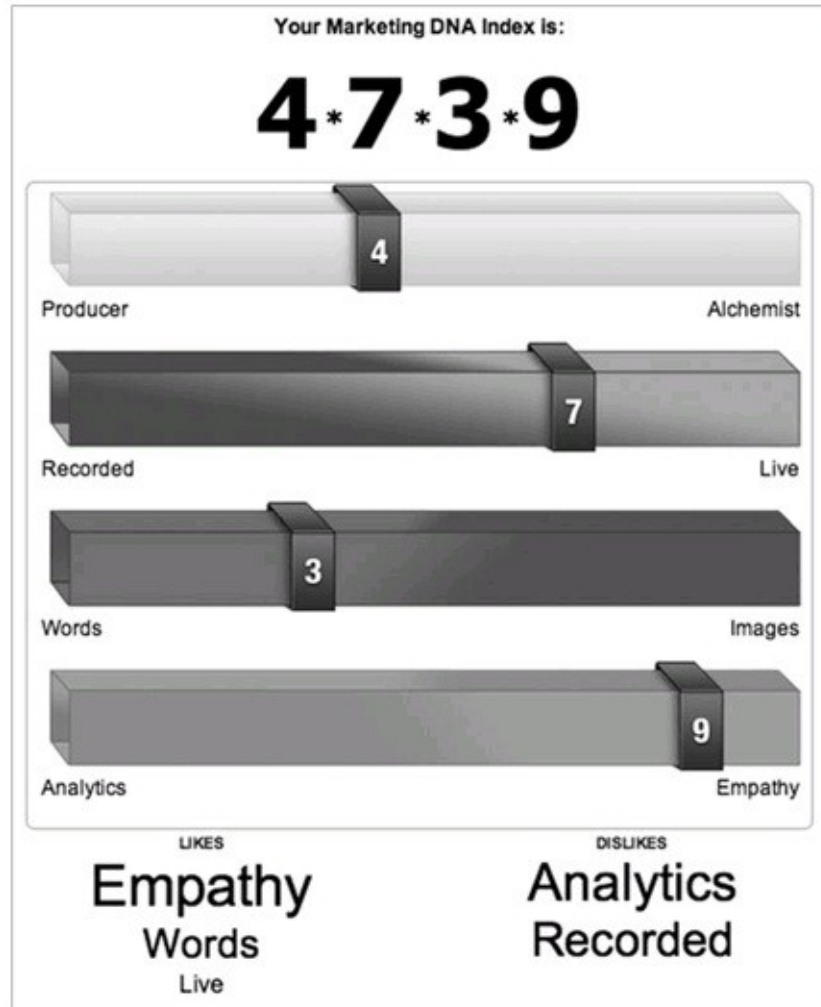 Your Marketing DNA Index is:
4*7*3*9
4
Producer Alchemist
7
Recorded Live
3
Words Images
9
Analytics Empathy
LIKES DISLIKES
Empathy Analytics
Words Recorded
Live